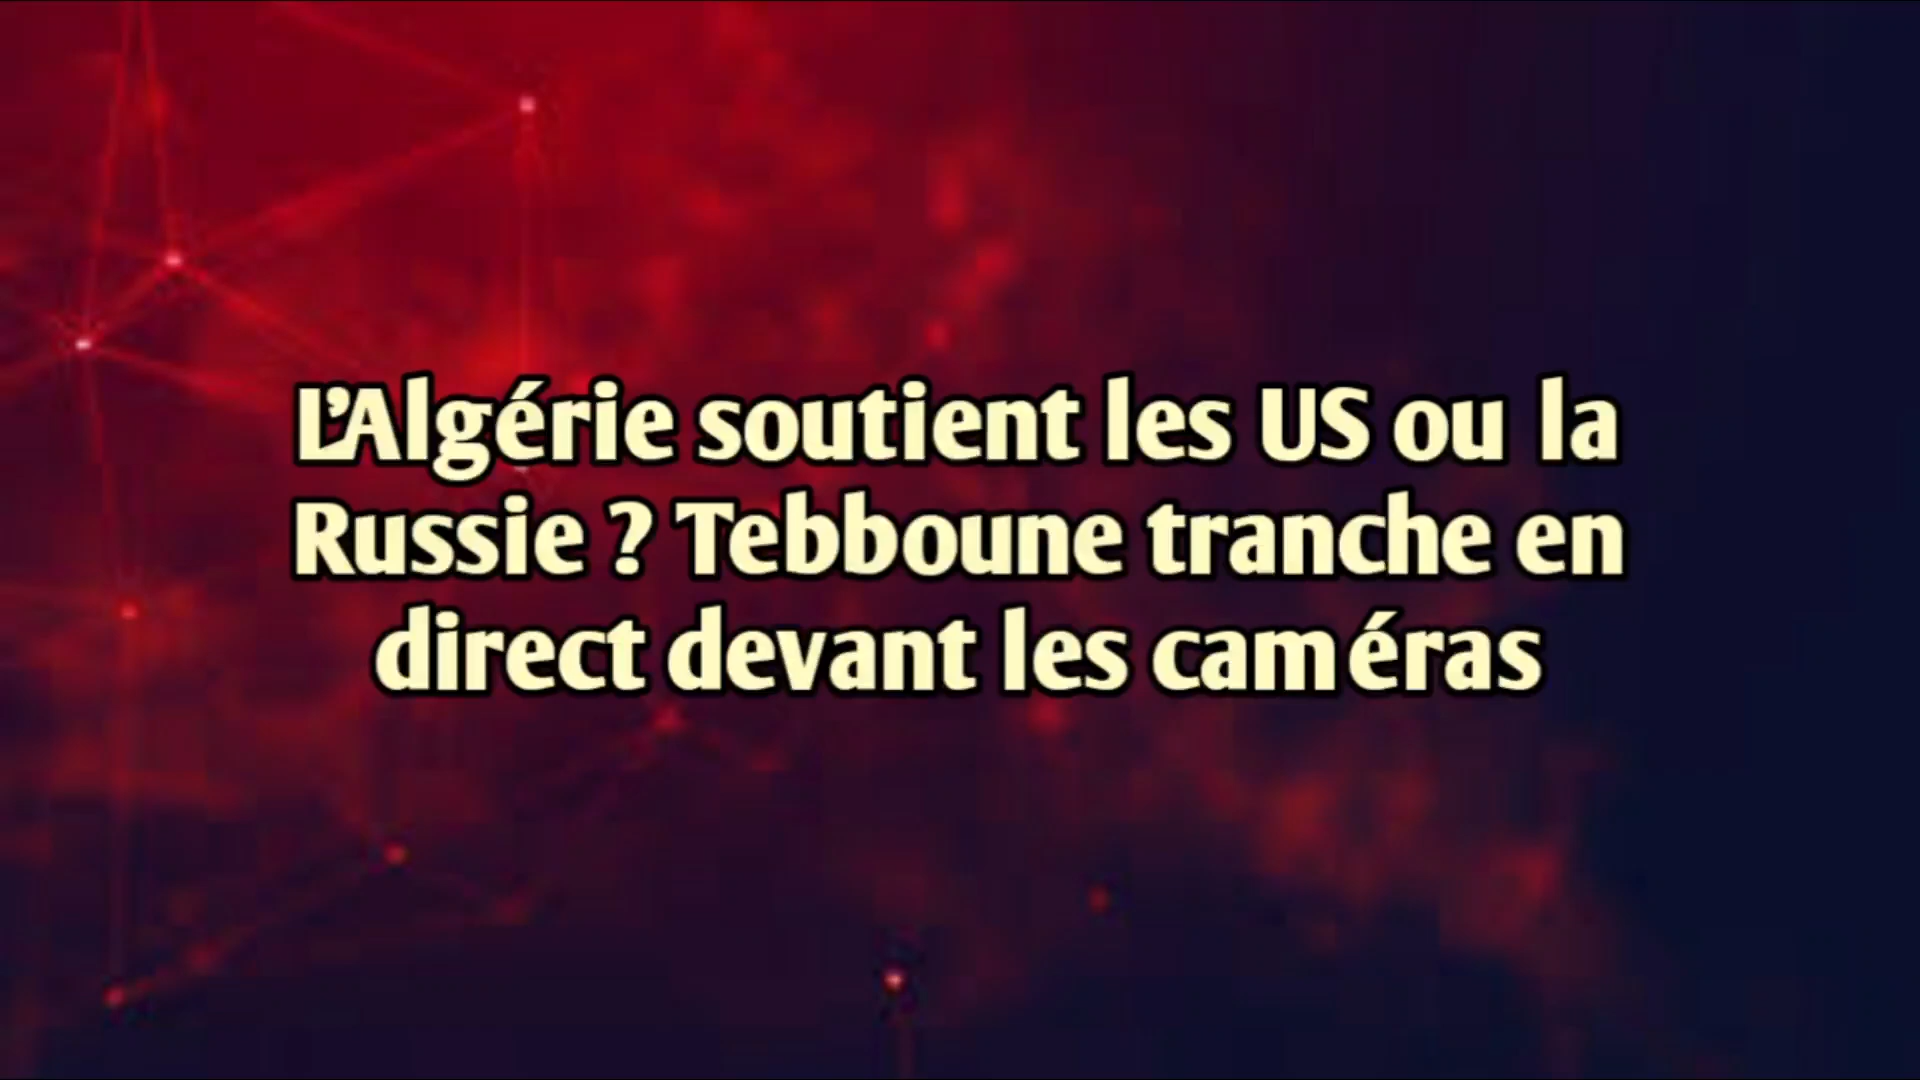 L'Algérie soutient les US ou la
Russie ? Tebboune tranche en
direct devant les caméras